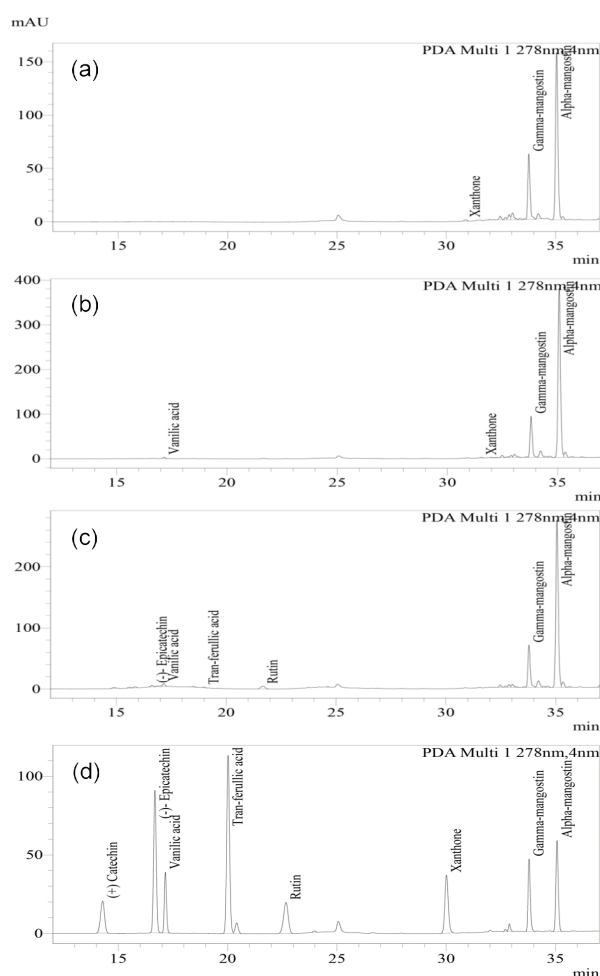 mAU
PDA Multi 1 278nm,4nm
(a)
150
100
50
0
Xanthone
Gamma-mangostin
Alpha-mangostin
15
20
25
30
35
min
PDA Multi 1 278nm,4nm
(b)
400
300
200
100
0
Vanilic acid
Xanthone
Gamma-mangostin
Alpha-mangostin
15
20
25
30
35
min
PDA Multi 1 278nm,4nm
(c)
200
100
0
(-)- Epicatechin
Vanilic acid
Tran-ferullic acid
Rutin
Gamma-mangostin
Alpha-mangostin
15
20
25
30
35
min
PDA Multi 1 278nm,4nm
(d)
100
50
0
(+) Catechin
(-)- Epicatechin
Vanilic acid
Tran-ferullic acid
Rutin
Xanthone
Gamma-mangostin
Alpha-mangostin
15
20
25
30
35
min